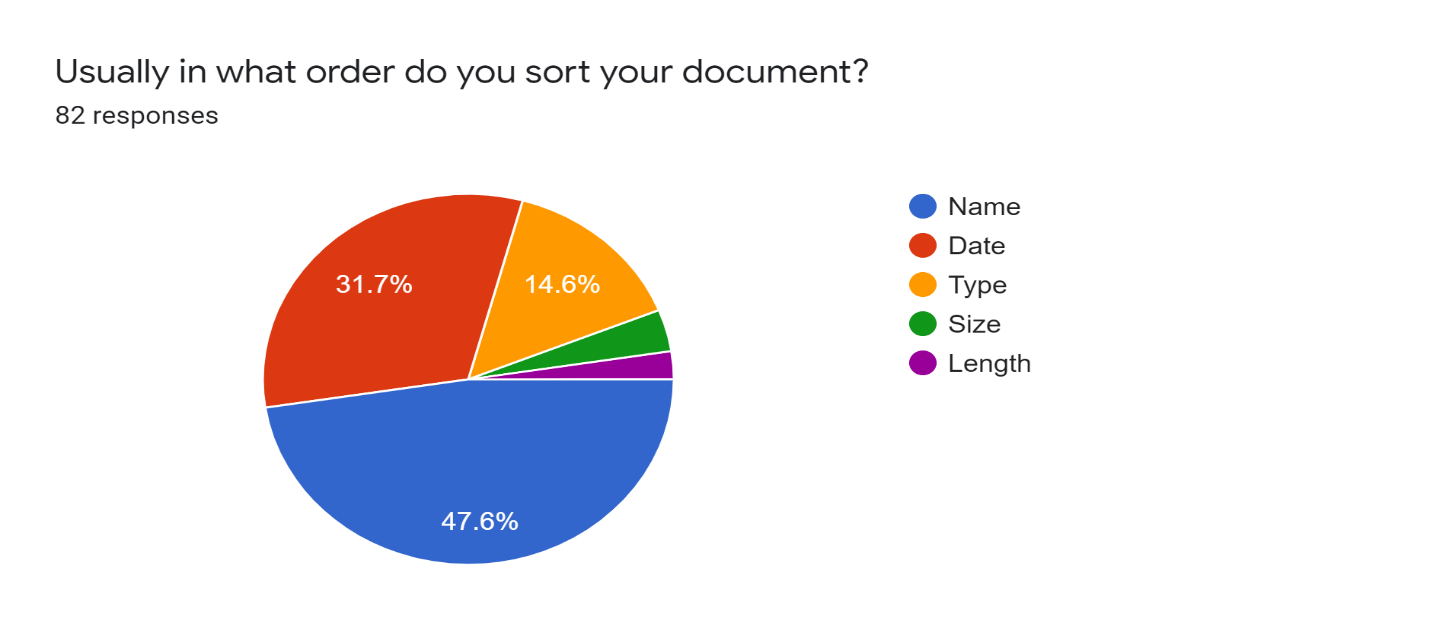 Usually in what order do you sort your document?
82 responses
31.7%
14.6%
47.6%
Name
Date
Type
Size
Length